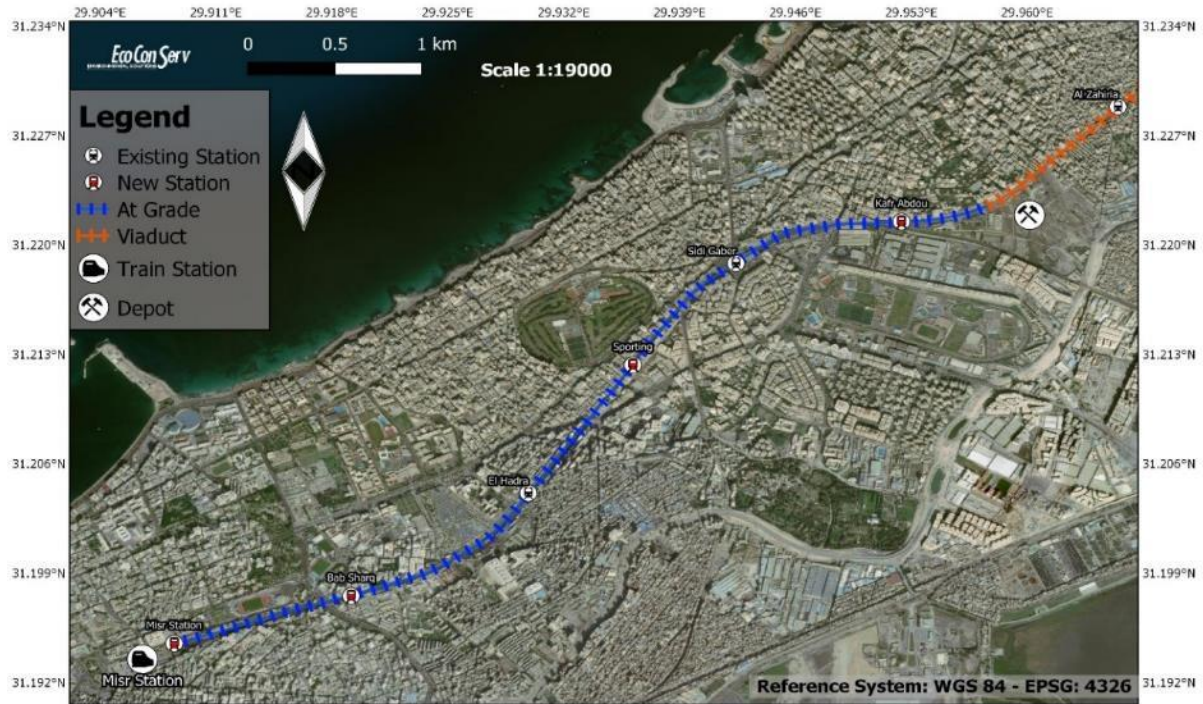 29.904°E 29.911°E 29.918°E 29.925°E 29.932°E 29.939°E 29.946°E 29.953°E 29.960°E
31.234°N 31.234°N
EcoConServ
0 0.5 1 km
Scale 1:19000
Legend
Existing Station
New Station
At Grade
Viaduct
Train Station
Depot
Al Zahiria
31.227°N 31.227°N
Kafr Abdou
31.220°N 31.220°N
Sidi Gaber
31.213°N 31.213°N
Sporting
31.206°N 31.206°N
El Hadra
31.199°N 31.199°N
Bab Sharq
Misr Station
Misr Station
31.192°N 31.192°N
Reference System: WGS 84 - EPSG: 4326